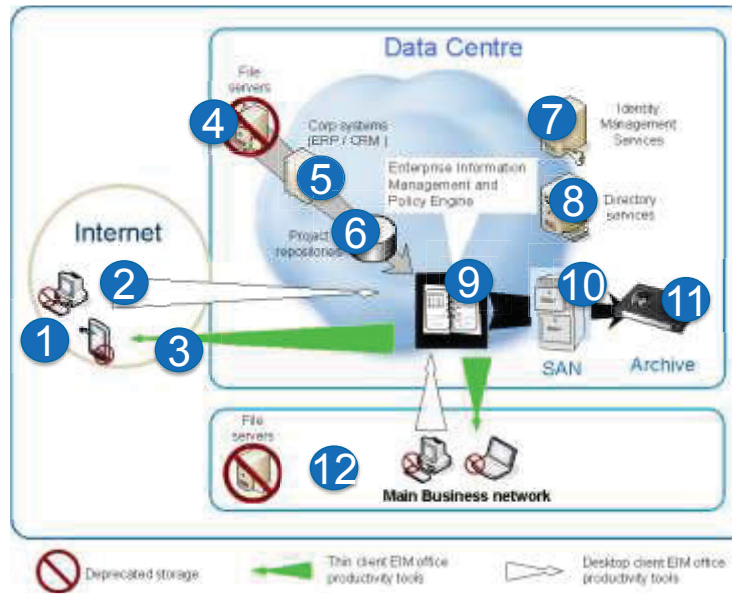 Data Centre
File
servers
4
Corp systems
(ERP / CRM )
5
7
Identity
Management
Services
Enterprise Information
Management and
Policy Engine
8
Directory
services
6
Project
repositories
Internet
2
9
10
11
1
3
SAN
Archive
File
servers
12
Main Business network
Deprecated storage
Thin client EIM office
productivity tools
Desktop client EIM office
productivity tools